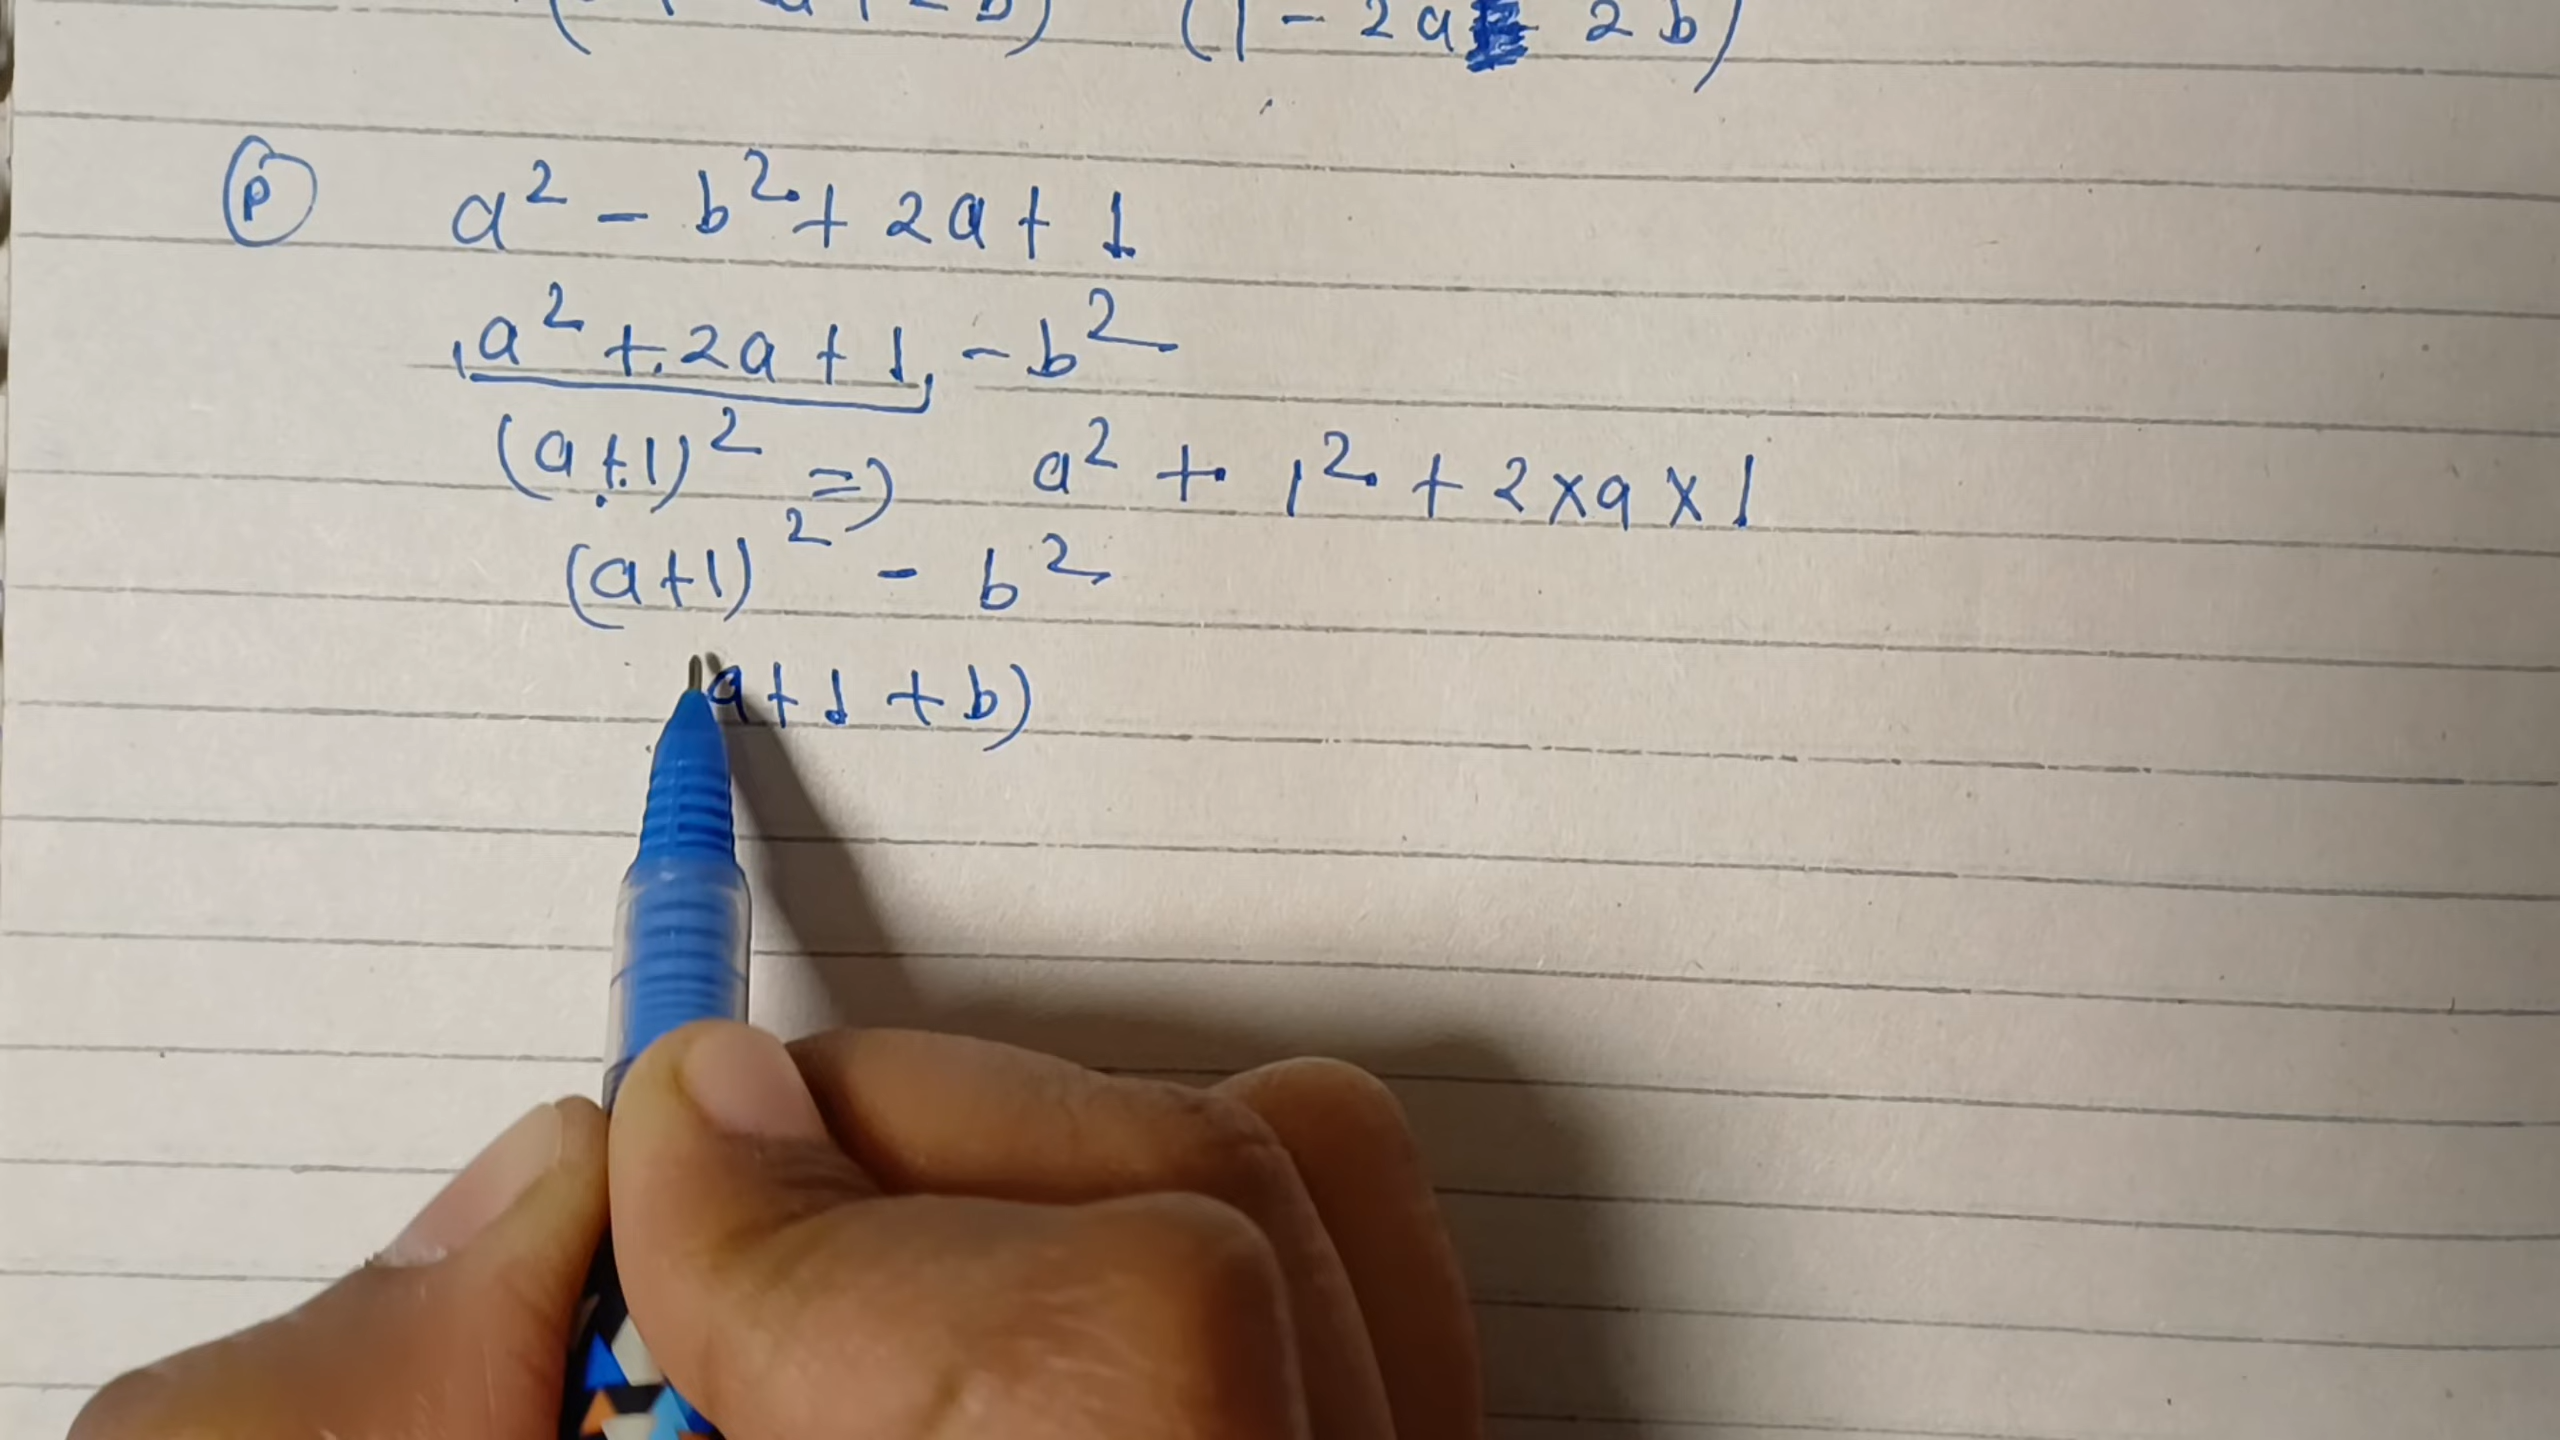 (1 - 2a - 2b)
(P) a² - b² + 2a + 1
a² + 2a + 1 - b²
(a+1)² => a² + 1² + 2×a×1
(a+1)² - b²
a+1+b)